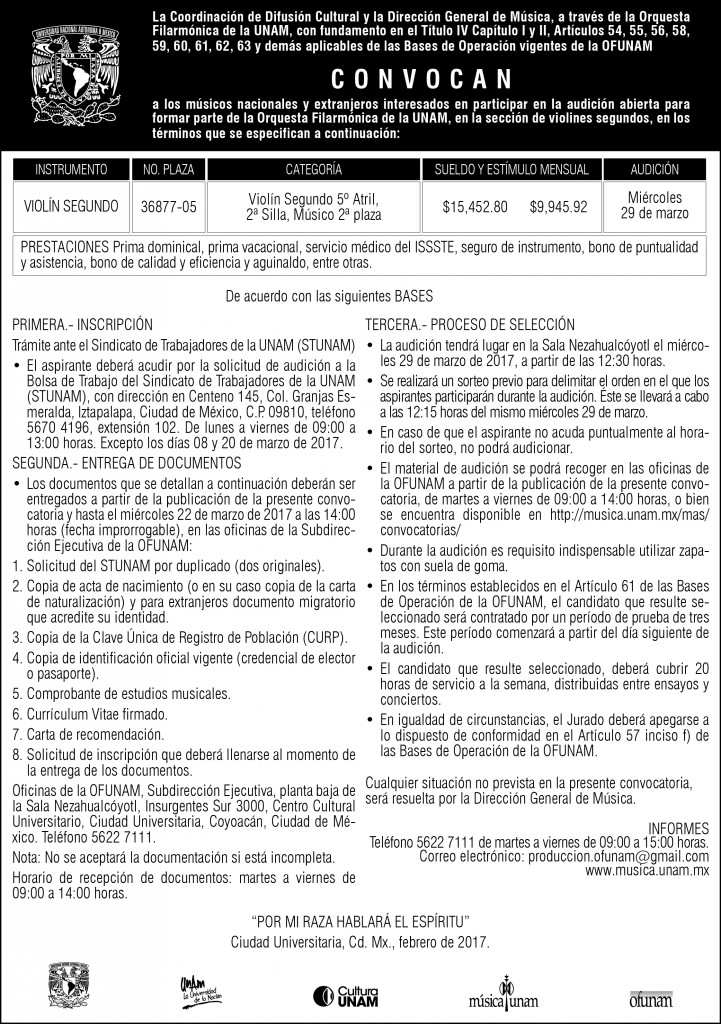 La Coordinación de Difusión Cultural y la Dirección General de Música, a través de la Orquesta
Filarmónica de la UNAM, con fundamento en el Título IV Capítulo I y II, Artículos 54, 55, 56, 58,
59, 60, 61, 62, 63 y demás aplicables de las Bases de Operación vigentes de la OFUNAM
CONVOCAN
a los músicos nacionales y extranjeros interesados en participar en la audición abierta para
formar parte de la Orquesta Filarmónica de la UNAM, en la sección de violines segundos, en los
términos que se especifican a continuación:
INSTRUMENTO NO. PLAZA CATEGORÍA SUELDO Y ESTÍMULO MENSUAL AUDICIÓN
VIOLÍN SEGUNDO 36877-05 Violín Segundo 5º Atril, $15,452.80 $9,945.92 Miércoles
2ª Silla, Músico 2ª plaza 29 de marzo
PRESTACIONES Prima dominical, prima vacacional, servicio médico del ISSSTE, seguro de instrumento, bono de puntualidad
y asistencia, bono de calidad y eficiencia y aguinaldo, entre otras.
De acuerdo con las siguientes BASES
PRIMERA.- INSCRIPCIÓN
Trámite ante el Sindicato de Trabajadores de la UNAM (STUNAM)
• El aspirante deberá acudir por la solicitud de audición a la
Bolsa de Trabajo del Sindicato de Trabajadores de la UNAM
(STUNAM), con dirección en Centeno 145, Col. Granjas Es-
meralda, Iztapalapa, Ciudad de México, C.P. 09810, teléfono
5670 4196, extensión 102. De lunes a viernes de 09:00 a
13:00 horas. Excepto los días 08 y 20 de marzo de 2017.
SEGUNDA.- ENTREGA DE DOCUMENTOS
• Los documentos que se detallan a continuación deberán ser
entregados a partir de la publicación de la presente convo-
catoria y hasta el miércoles 22 de marzo de 2017 a las 14:00
horas (fecha improrrogable), en las oficinas de la Subdirec-
ción Ejecutiva de la OFUNAM:
1. Solicitud del STUNAM por duplicado (dos originales).
2. Copia de acta de nacimiento (o en su caso copia de la carta
de naturalización) y para extranjeros documento migratorio
que acredite su identidad.
3. Copia de la Clave Única de Registro de Población (CURP).
4. Copia de identificación oficial vigente (credencial de elector
o pasaporte).
5. Comprobante de estudios musicales.
6. Currículum Vitae firmado.
7. Carta de recomendación.
8. Solicitud de inscripción que deberá llenarse al momento de
la entrega de los documentos.
Oficinas de la OFUNAM, Subdirección Ejecutiva, planta baja de
la Sala Nezahualcóyotl, Insurgentes Sur 3000, Centro Cultural
Universitario, Ciudad Universitaria, Coyoacán, Ciudad de Mé-
xico. Teléfono 5622 7111.
Nota: No se aceptará la documentación si está incompleta.
Horario de recepción de documentos: martes a viernes de
09:00 a 14:00 horas.
TERCERA.- PROCESO DE SELECCIÓN
• La audición tendrá lugar en la Sala Nezahualcóyotl el miérco-
les 29 de marzo de 2017, a partir de las 12:30 horas.
• Se realizará un sorteo previo para delimitar el orden en el que los
aspirantes participarán durante la audición. Éste se llevará a cabo
a las 12:15 horas del mismo miércoles 29 de marzo.
• En caso de que el aspirante no acuda puntualmente al hora-
rio del sorteo, no podrá audicionar.
• El material de audición se podrá recoger en las oficinas de
la OFUNAM a partir de la publicación de la presente convo-
catoria, de martes a viernes de 09:00 a 14:00 horas, o bien
se encuentra disponible en http://musica.unam.mx/mas/
convocatorias/
• Durante la audición es requisito indispensable utilizar zapa-
tos con suela de goma.
• En los términos establecidos en el Artículo 61 de las Bases
de Operación de la OFUNAM, el candidato que resulte se-
leccionado será contratado por un período de prueba de tres
meses. Este período comenzará a partir del día siguiente de
la audición.
• El candidato que resulte seleccionado, deberá cubrir 20
horas de servicio a la semana, distribuidas entre ensayos y
conciertos.
• En igualdad de circunstancias, el Jurado deberá apegarse a
lo dispuesto de conformidad en el Artículo 57 inciso f) de
las Bases de Operación de la OFUNAM.
Cualquier situación no prevista en la presente convocatoria,
será resuelta por la Dirección General de Música.
INFORMES
Teléfono 5622 7111 de martes a viernes de 09:00 a 15:00 horas.
Correo electrónico: produccion.ofunam@gmail.com
www.musica.unam.mx
“POR MI RAZA HABLARÁ EL ESPÍRITU”
Ciudad Universitaria, Cd. Mx., febrero de 2017.
UNAM
La Universidad
de la Nación
Cultura
UNAM
música unam
ofunam